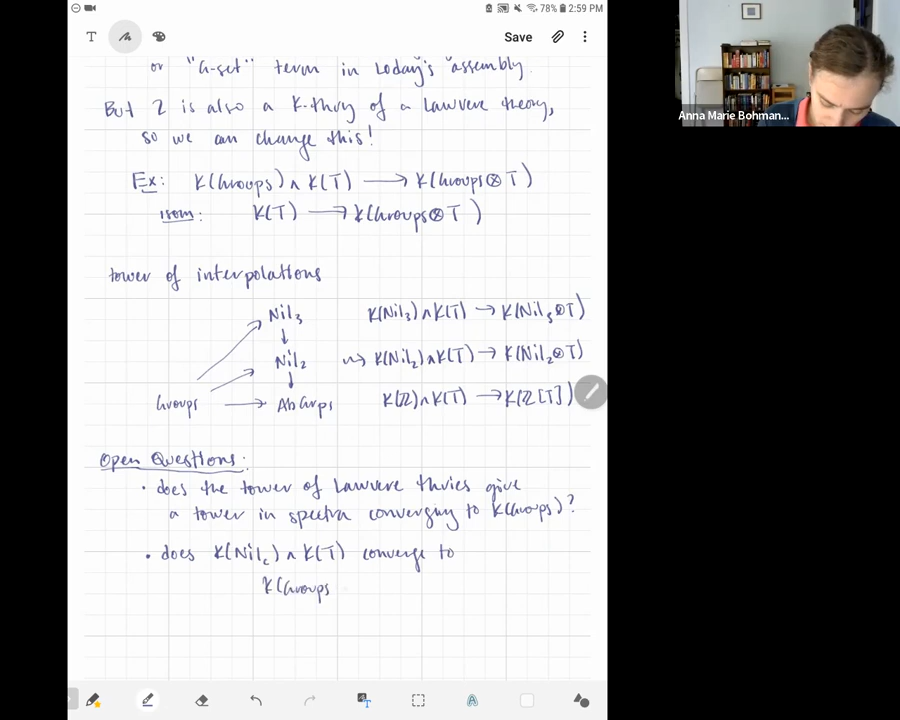 78% 2:59 PM
T Save
or "G-set" term in Loday's assembly.
But Z is also a K-thry of a Lawvere theory,
so we can change this!
Ex: K(Groups) ∧ K(T) → K(Groups⊗T)
isom: K(T) → K(Groups⊗T)
tower of interpolations
Nil₃ K(Nil₃)∧K(T) → K(Nil₃⊗T)
↓
Nil₂ ⇝ K(Nil₂)∧K(T) → K(Nil₂⊗T)
↓
Groups → AbGrps K(ℤ)∧K(T) → K(ℤ[T])
Open Questions:
• does the tower of Lawvere thries give
a tower in spectra converging to K(Groups)?
• does K(Nil₂)∧K(T) converge to
K(Groups
Anna Marie Bohman...